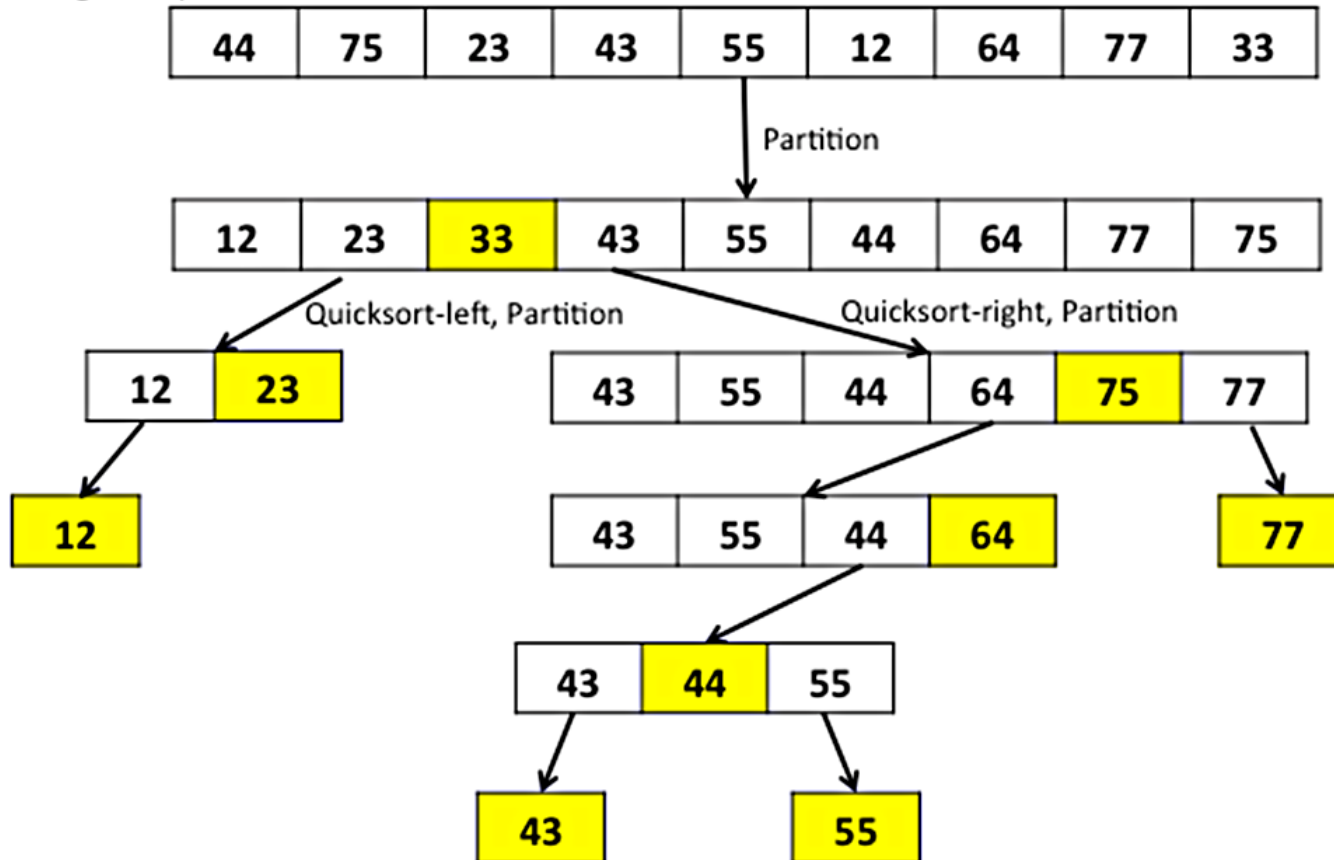 44 75 23 43 55 12 64 77 33
Partition
12 23 33 43 55 44 64 77 75
Quicksort-left, Partition Quicksort-right, Partition
12 23 43 55 44 64 75 77
12 43 55 44 64 77
43 44 55
43 55